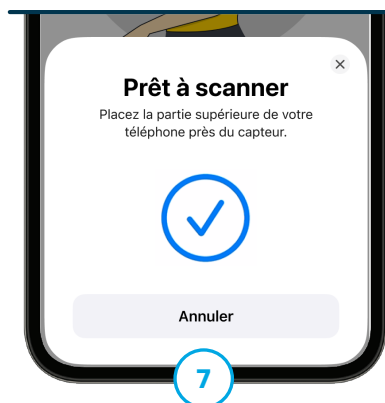 Prêt à scanner
Placez la partie supérieure de votre
téléphone près du capteur.
Annuler
7